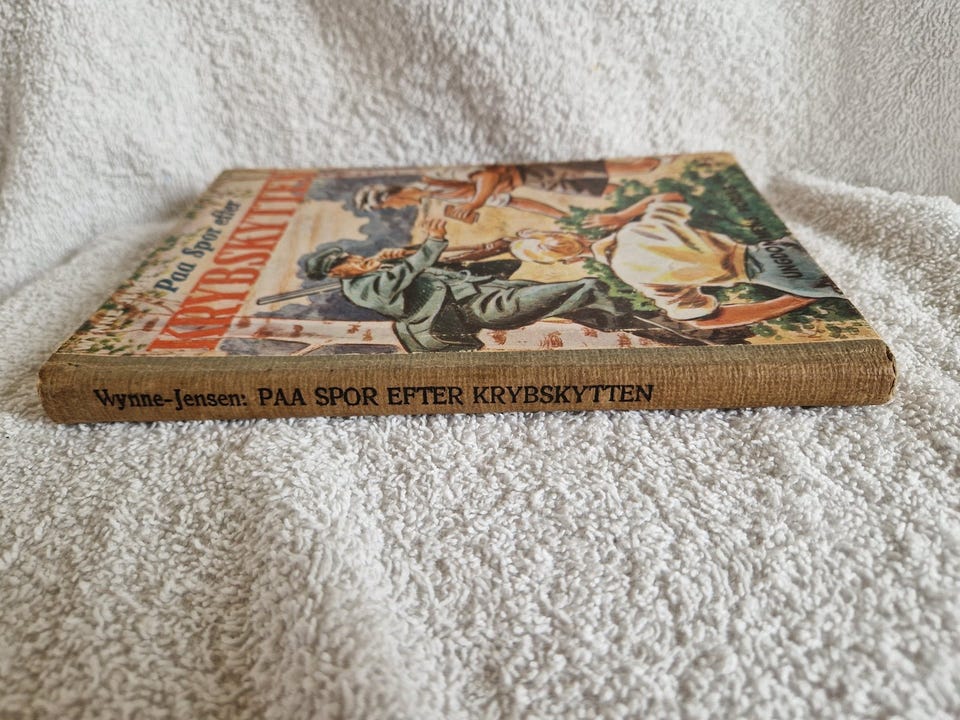 Paa Spor efter
KRYBSKYTTEN
Wynne-Jensen: PAA SPOR EFTER KRYBSKYTTEN